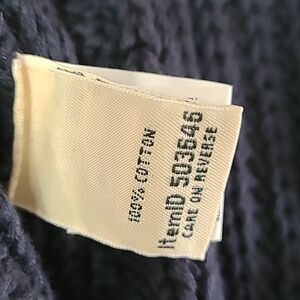 100% COTTON
ItemID 503646
CARE ON REVERSE